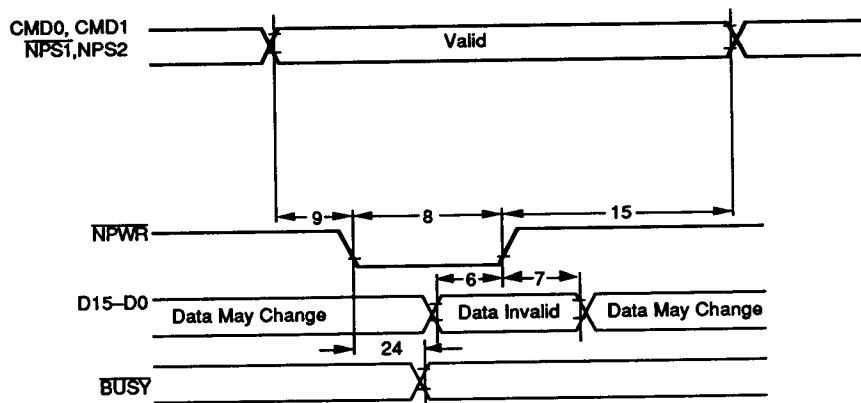 CMD0, CMD1
NPS1,NPS2
Valid
9
8
15
NPWR
6
7
D15–D0
Data May Change
Data Invalid
Data May Change
24
BUSY